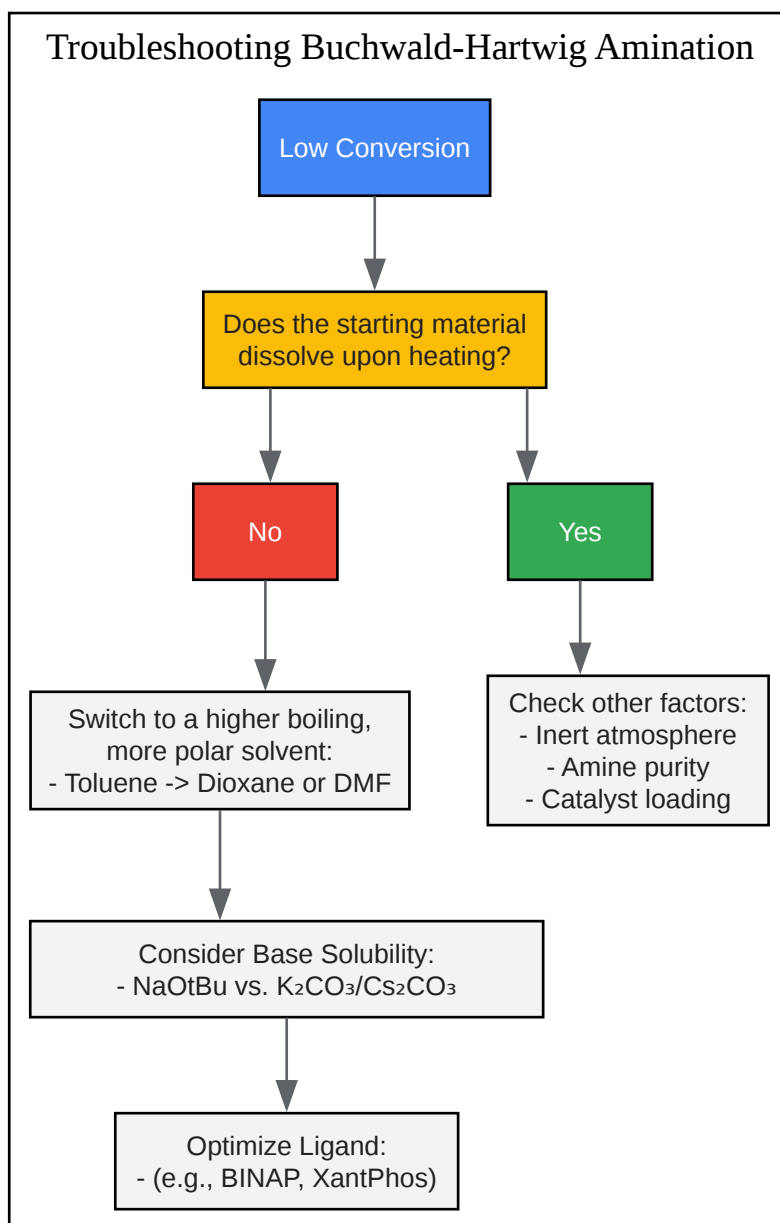 Troubleshooting Buchwald-Hartwig Amination
Low Conversion
Does the starting material
dissolve upon heating?
No
Yes
Switch to a higher boiling,
more polar solvent:
- Toluene -> Dioxane or DMF
Check other factors:
- Inert atmosphere
- Amine purity
- Catalyst loading
Consider Base Solubility:
- NaOtBu vs. K₂CO₃/Cs₂CO₃
Optimize Ligand:
- (e.g., BINAP, XantPhos)